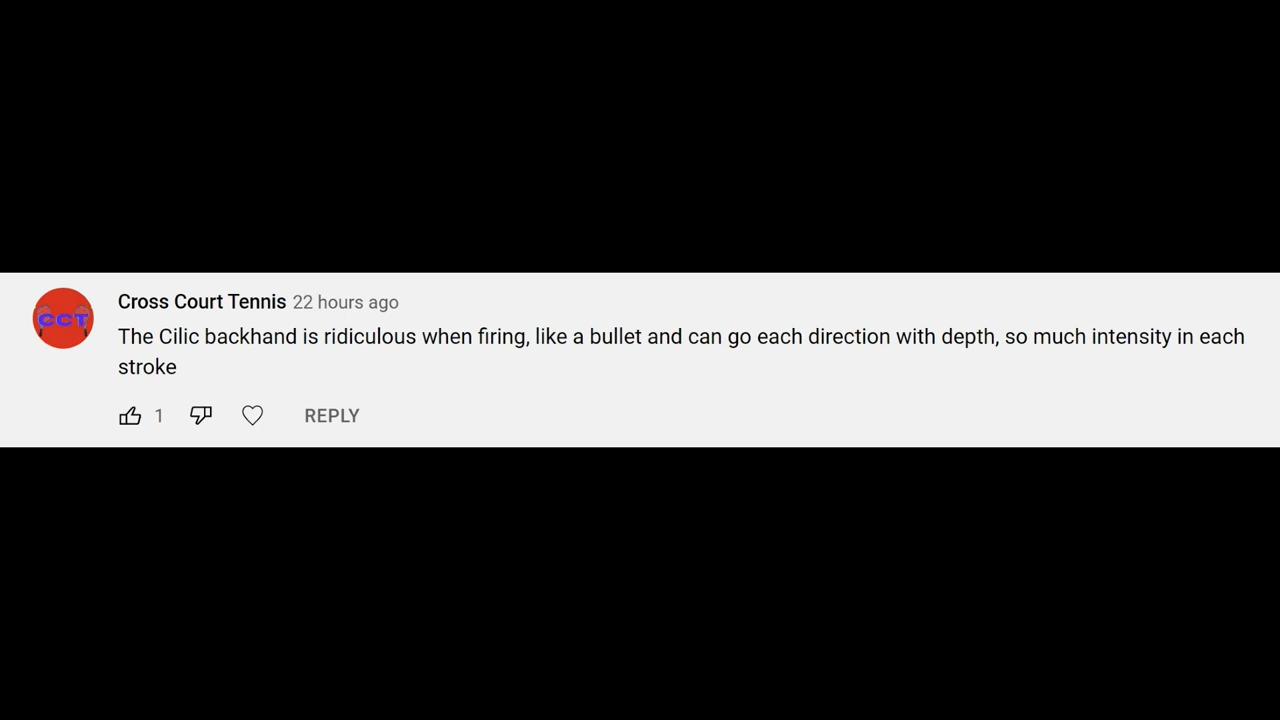 CCT
Cross Court Tennis 22 hours ago
The Cilic backhand is ridiculous when firing, like a bullet and can go each direction with depth, so much intensity in each
stroke
1 REPLY